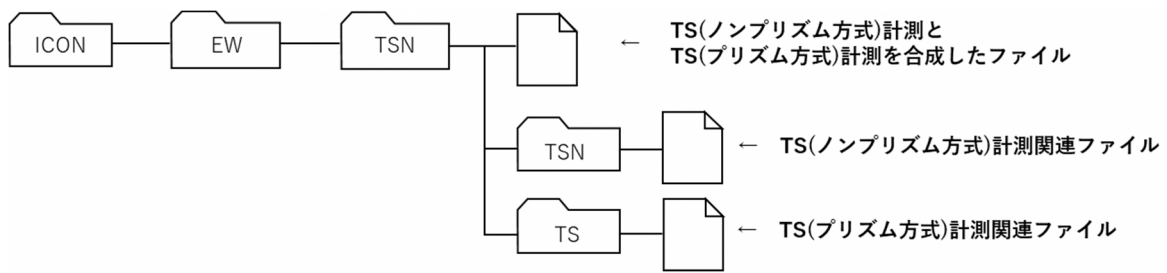 ICON
EW
TSN
← TS(ノンプリズム方式)計測と
TS(プリズム方式)計測を合成したファイル
TSN
← TS(ノンプリズム方式)計測関連ファイル
TS
← TS(プリズム方式)計測関連ファイル